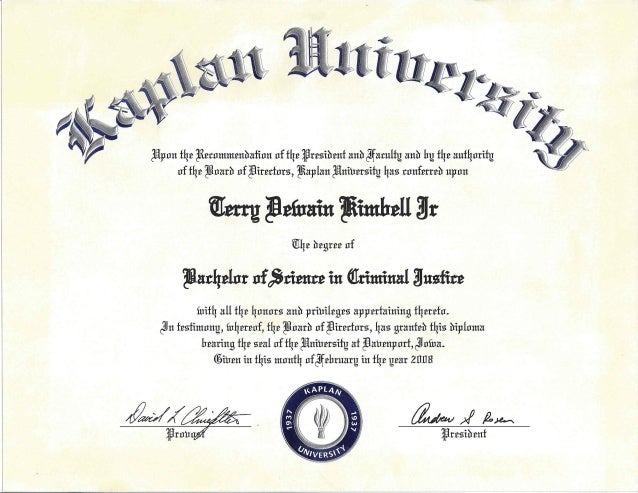 Kaplan University
Upon the Recommendation of the President and Faculty and by the authority
of the Board of Directors, Kaplan University has conferred upon
Terry Dewain Kimbell Jr
The degree of
Bachelor of Science in Criminal Justice
with all the honors and privileges appertaining thereto.
In testimony, whereof, the Board of Directors, has granted this diploma
bearing the seal of the University at Davenport, Iowa.
Given in this month of February in the year 2008
KAPLAN
1937 1937
UNIVERSITY
Andrew S Rosen
Provost
President